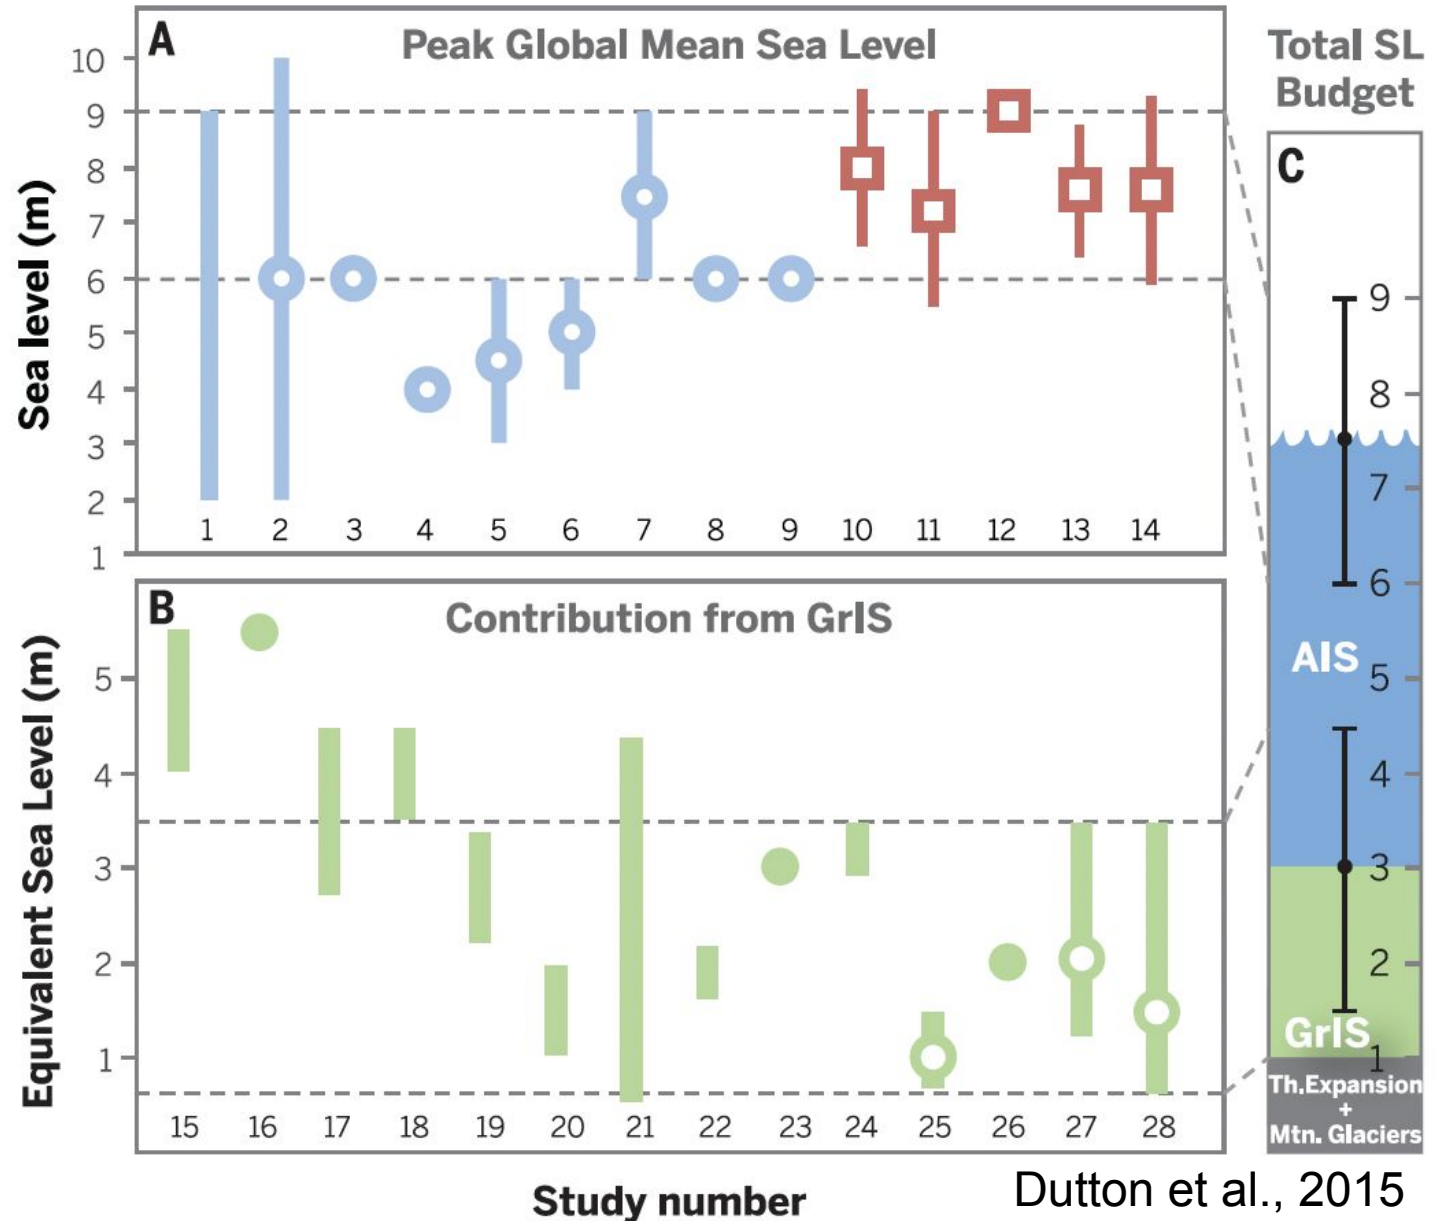 A
Peak Global Mean Sea Level
Sea level (m)
10
9
8
7
6
5
4
3
2
1
1 2 3 4 5 6 7 8 9 10 11 12 13 14
B
Contribution from GrIS
Equivalent Sea Level (m)
5
4
3
2
1
15 16 17 18 19 20 21 22 23 24 25 26 27 28
Study number
Total SL
Budget
C
9
8
7
6
AIS 5
4
3
2
GrIS
1
Th.Expansion
+
Mtn. Glaciers
Dutton et al., 2015